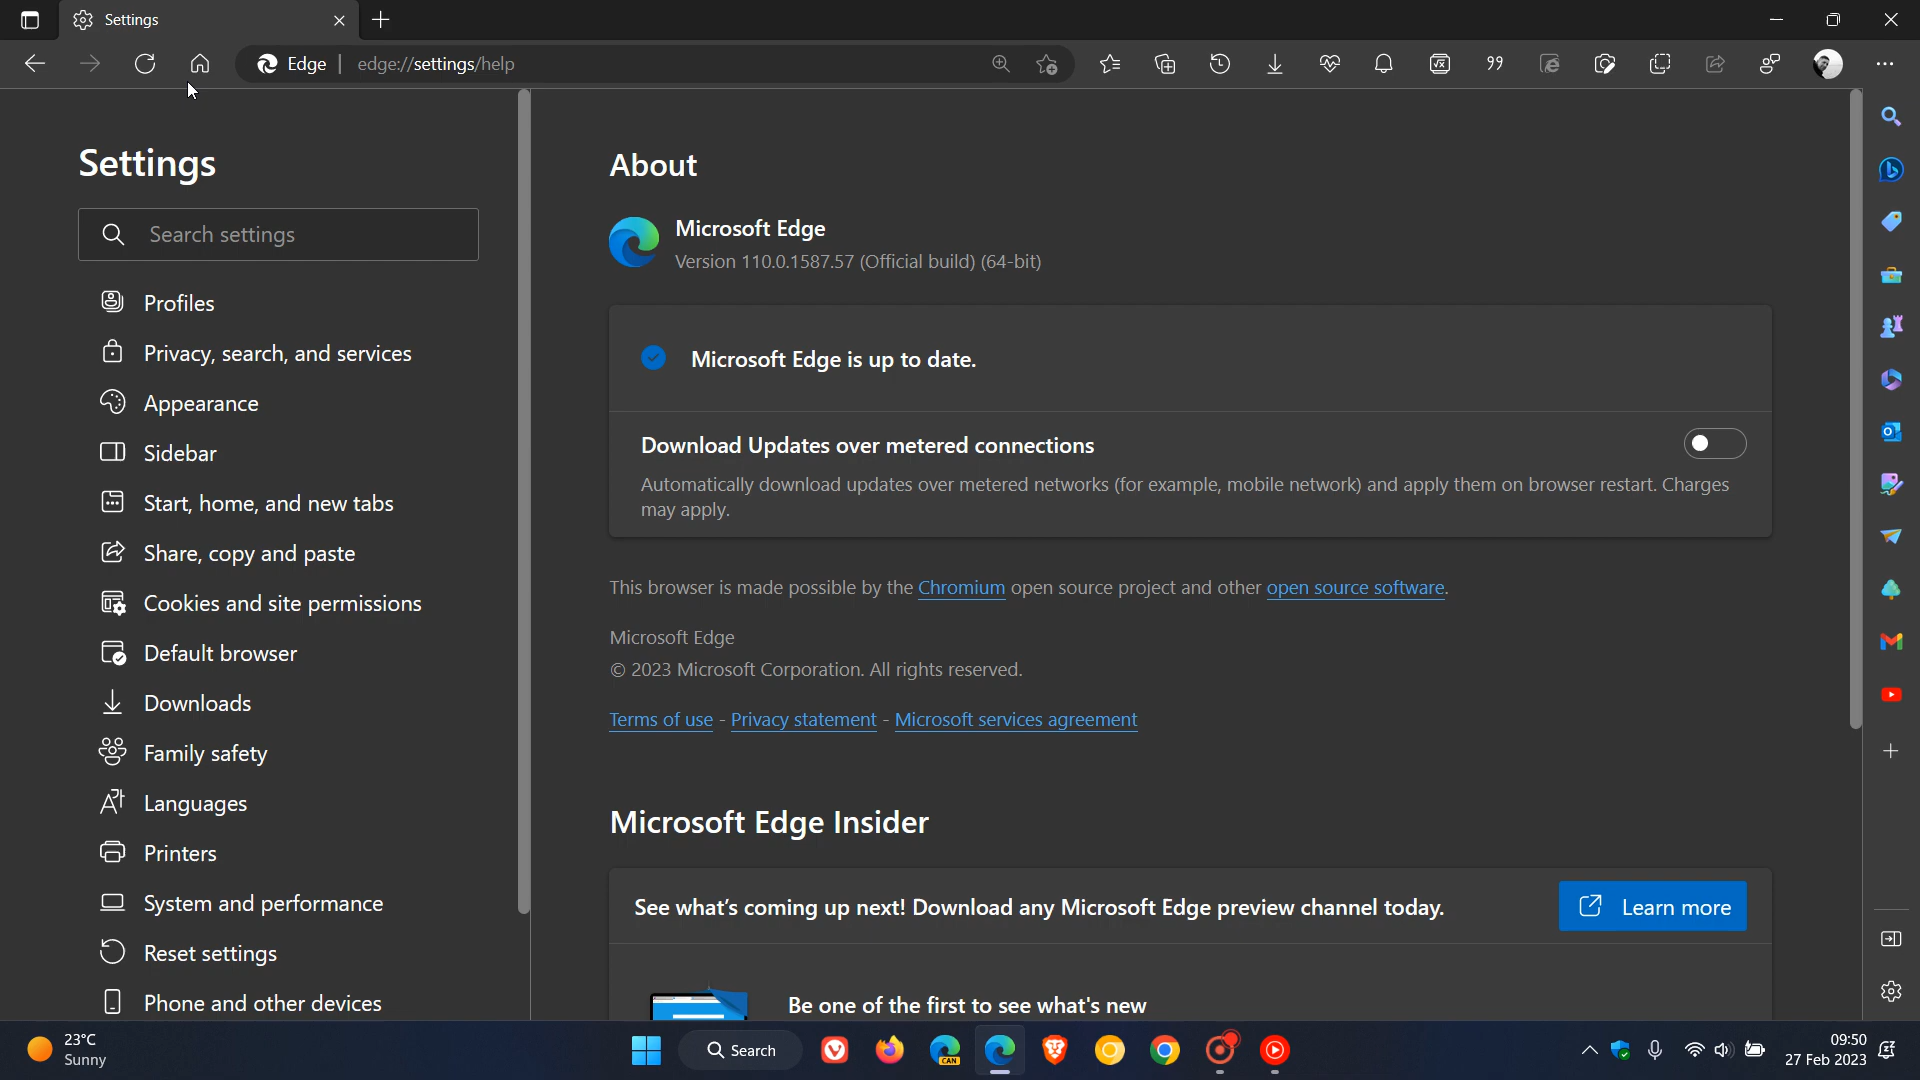 Settings
Edge
edge://settings/help
Settings
Search settings
Profiles
Privacy, search, and services
Appearance
Sidebar
Start, home, and new tabs
Share, copy and paste
Cookies and site permissions
Default browser
Downloads
Family safety
Languages
Printers
System and performance
Reset settings
Phone and other devices
About
Microsoft Edge
Version 110.0.1587.57 (Official build) (64-bit)
Microsoft Edge is up to date.
Download Updates over metered connections
Automatically download updates over metered networks (for example, mobile network) and apply them on browser restart. Charges
may apply.
This browser is made possible by the Chromium open source project and other open source software.
Microsoft Edge
© 2023 Microsoft Corporation. All rights reserved.
Terms of use - Privacy statement - Microsoft services agreement
Microsoft Edge Insider
See what's coming up next! Download any Microsoft Edge preview channel today.
Learn more
Be one of the first to see what's new
23°C
Sunny
Search
CAN
09:50
27 Feb 2023